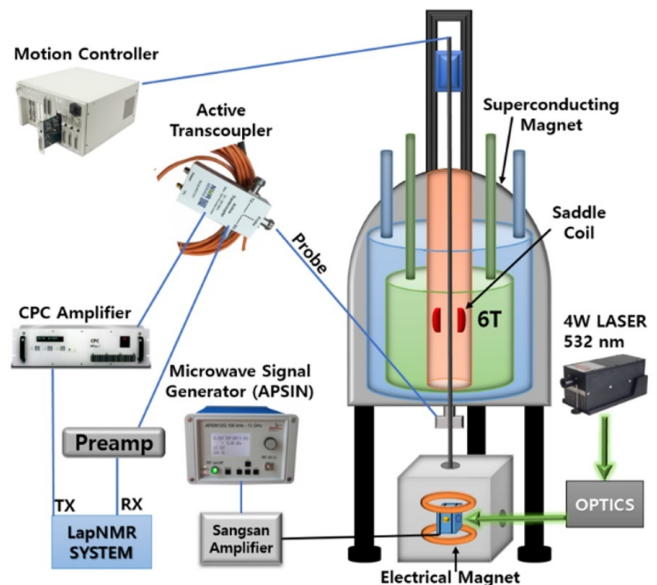 Motion Controller
Active
Transcoupler
Superconducting
Magnet
Saddle
Coil
Probe
6T
CPC Amplifier
CPC
4W LASER
532 nm
Microwave Signal
Generator (APSIN)
Preamp
TX
RX
LapNMR
SYSTEM
Sangsan
Amplifier
OPTICS
Electrical Magnet